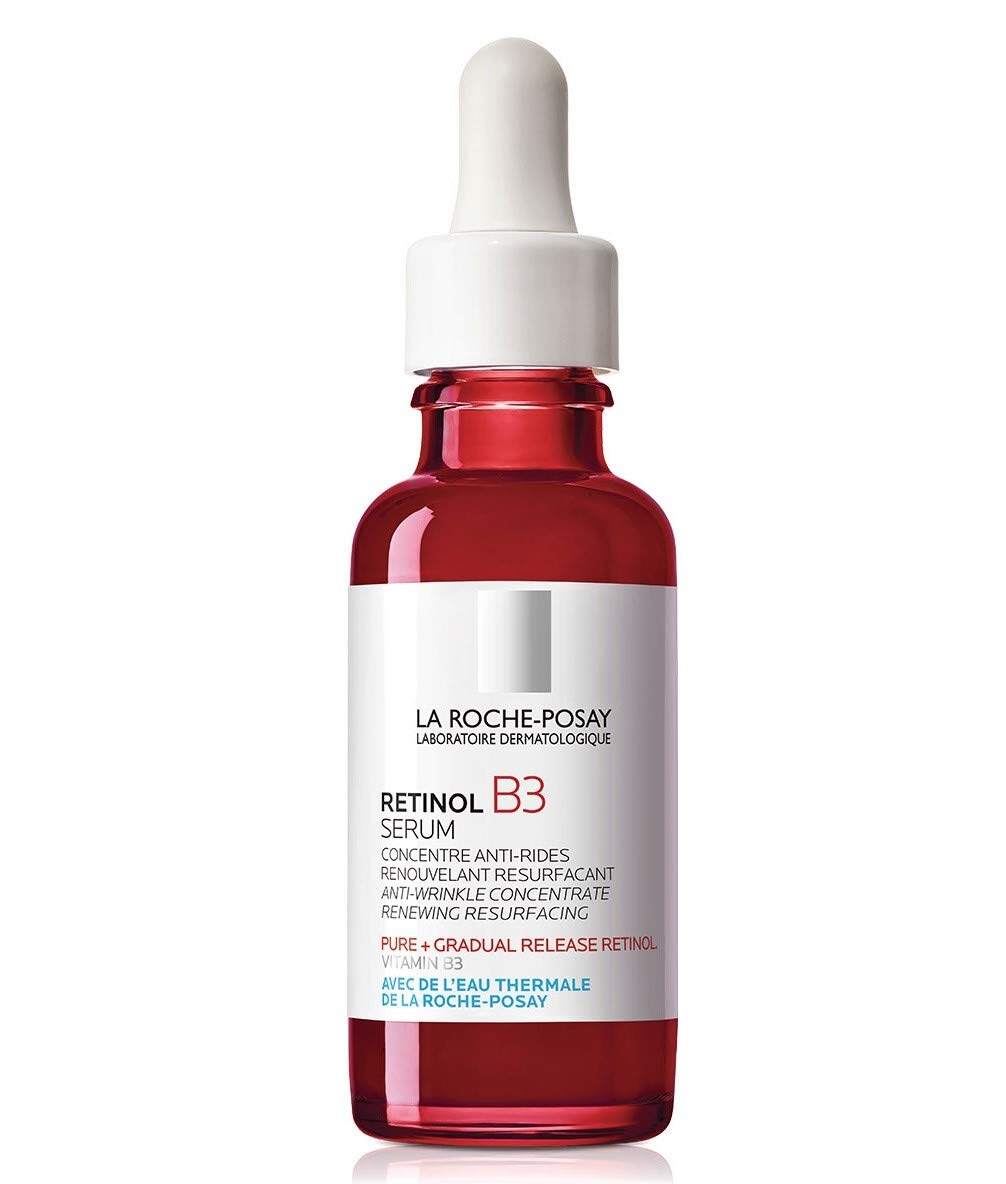 LA ROCHE-POSAY
LABORATOIRE DERMATOLOGIQUE
RETINOL B3
SERUM
CONCENTRE ANTI-RIDES
RENOUVELANT RESURFACANT
ANTI-WRINKLE CONCENTRATE
RENEWING RESURFACING
PURE + GRADUAL RELEASE RETINOL.
VITAMIN B3
AVEC DE L'EAU THERMALE
DE LA ROCHE-POSAY